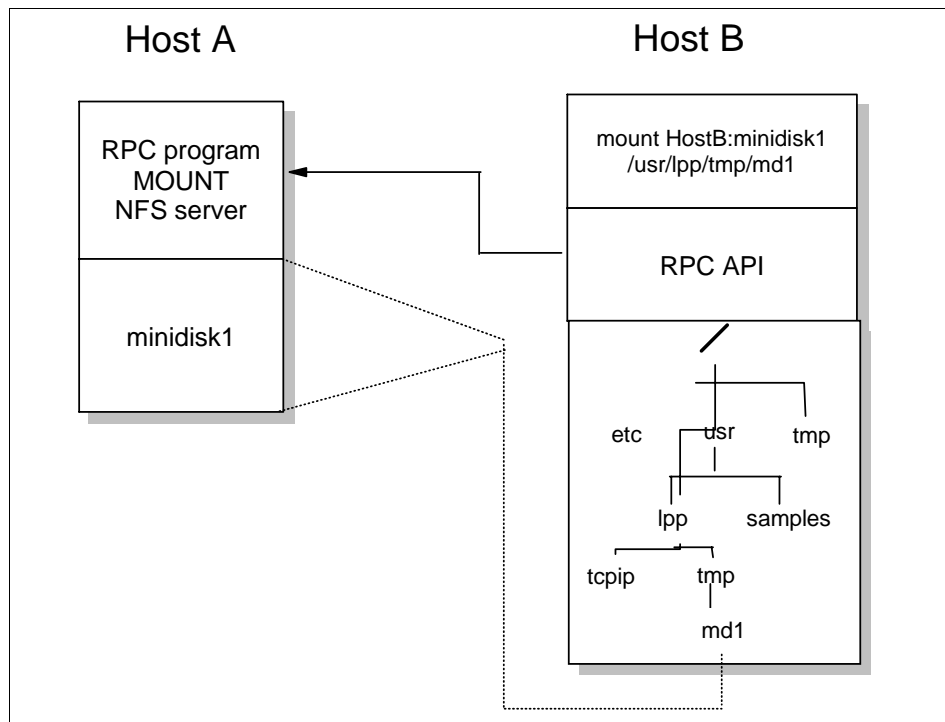 Host A
Host B
RPC program
MOUNT
NFS server
minidisk1
mount HostB:minidisk1
/usr/lpp/tmp/md1
RPC API
/
etc
usr
tmp
lpp
samples
tcpip
tmp
md1